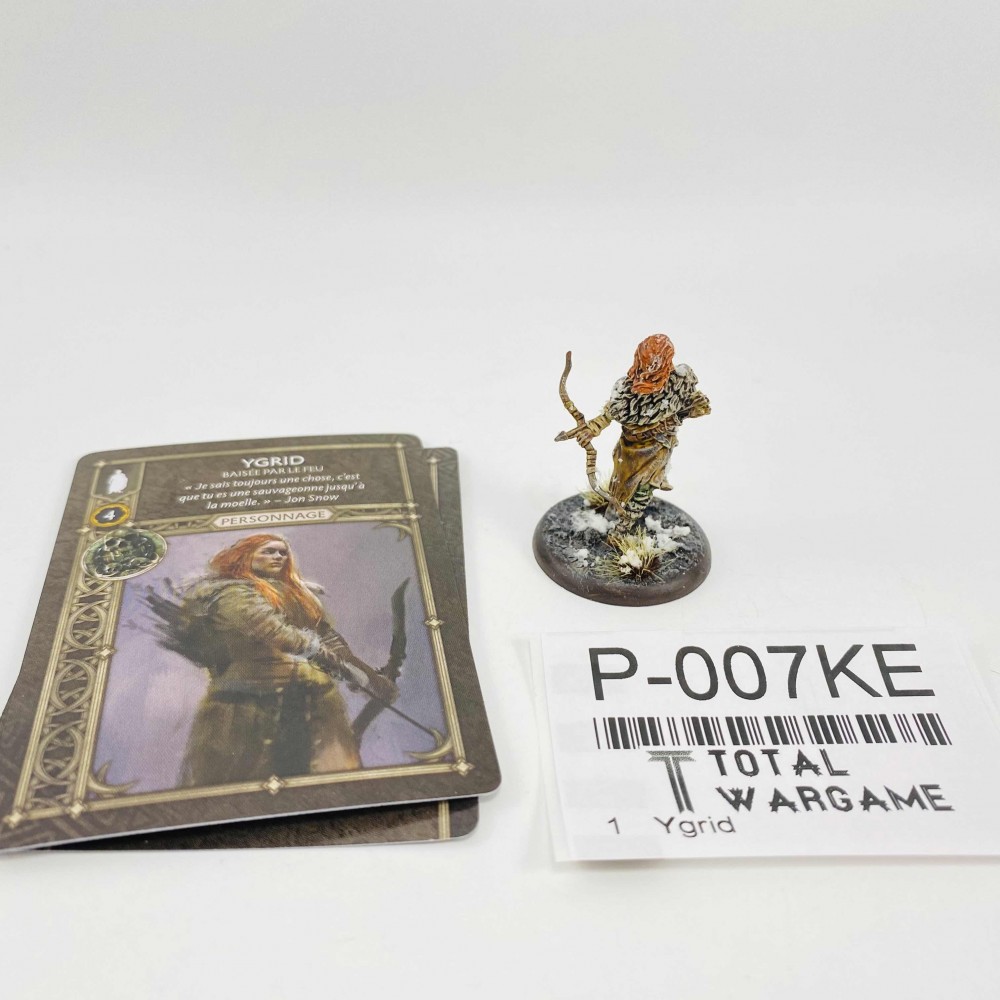 YGRID
BAISÉE PAR LE FEU
« Je sais toujours une chose, c'est
que tu es une sauvageonne jusqu'à
la moelle. » – Jon Snow
4
PERSONNAGE
P-007KE
TOTAL
WARGAME
1 Ygrid